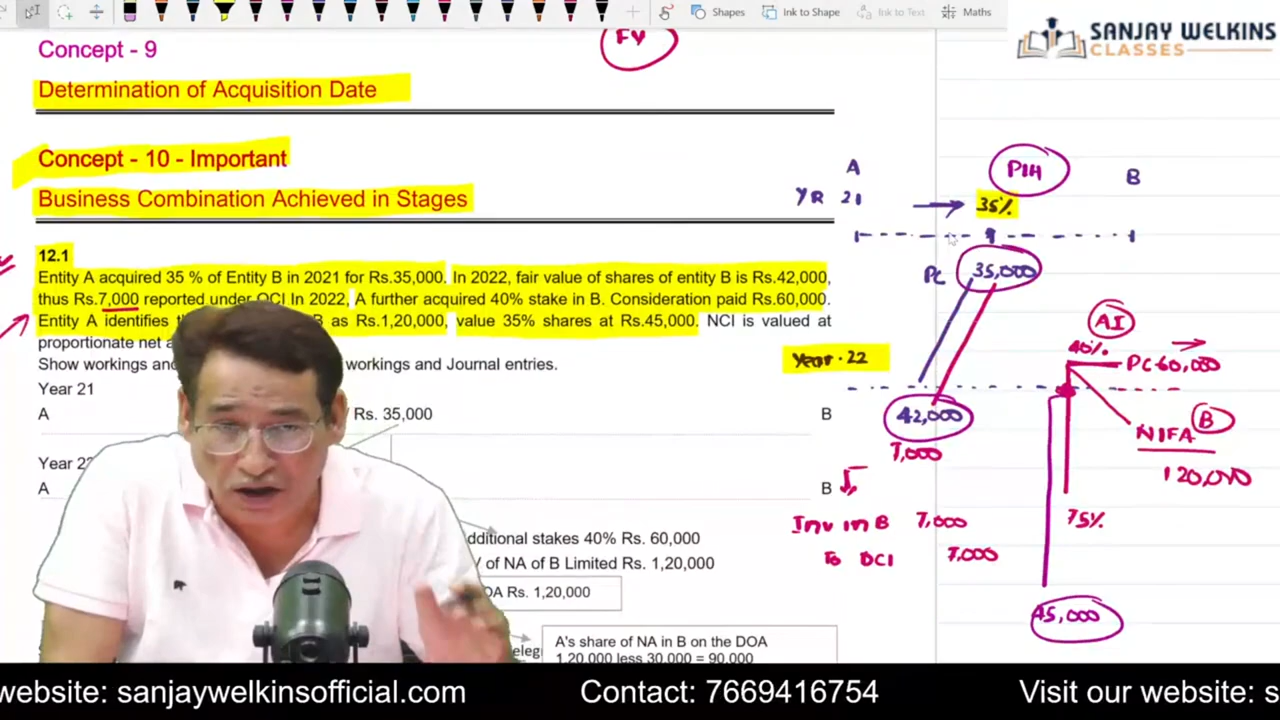 Shapes
Ink to Shape
Ink to Text
Maths
SANJAY WELKINS
CLASSES
FV
Concept - 9
Determination of Acquisition Date
Concept - 10 - Important
Business Combination Achieved in Stages
12.1
Entity A acquired 35 % of Entity B in 2021 for Rs.35,000. In 2022, fair value of shares of entity B is Rs.42,000,
thus Rs.7,000 reported under OCI In 2022, A further acquired 40% stake in B. Consideration paid Rs.60,000.
Entity A identifies B as Rs.1,20,000, value 35% shares at Rs.45,000. NCI is valued at
proportionate net
Show workings and workings and Journal entries.
Year 21
A Rs. 35,000 B
Year
A B
dditional stakes 40% Rs. 60,000
of NA of B Limited Rs. 1,20,000
OA Rs. 1,20,000
A's share of NA in B on the DOA
1,20,000 less 30,000 = 90,000
A PIH B
YR 21 35%
PC 35,000
AI
Year . 22 40% PC 60,000
42,000 NIFA B
7,000 120,000
Inv in B 7,000 75%
To OCI 7,000
45,000
website: sanjaywelkinsofficial.com Contact: 7669416754 Visit our website: s